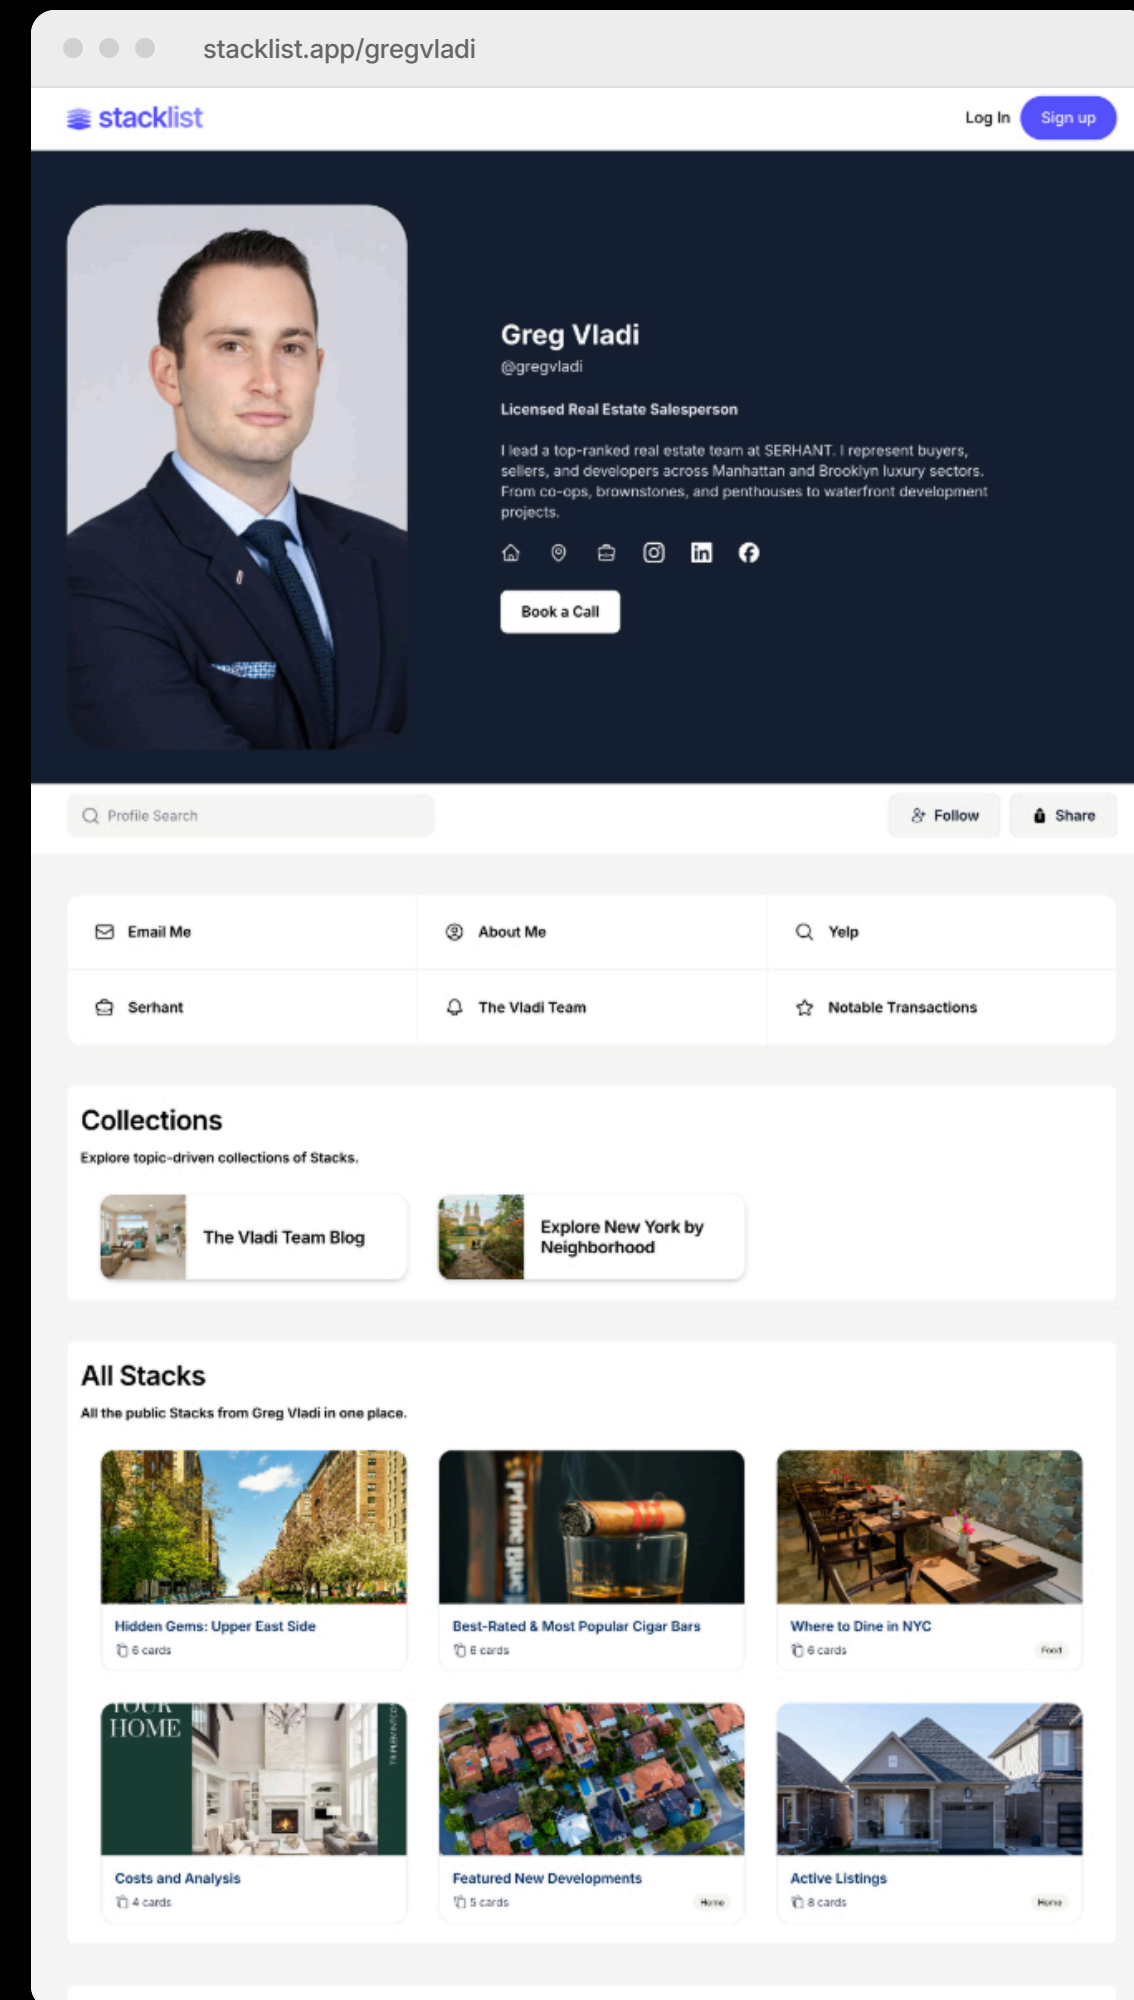 stacklist.app/gregvladi
stacklist
Log In
Sign up
Greg Vladi
@gregvladi
Licensed Real Estate Salesperson
I lead a top-ranked real estate team at SERHANT. I represent buyers,
sellers, and developers across Manhattan and Brooklyn luxury sectors.
From co-ops, brownstones, and penthouses to waterfront development
projects.
in
Book a Call
Profile Search
Follow
Share
Email Me
About Me
Yelp
Serhant
The Vladi Team
Notable Transactions
Collections
Explore topic-driven collections of Stacks.
The Vladi Team Blog
Explore New York by
Neighborhood
All Stacks
All the public Stacks from Greg Vladi in one place.
Hidden Gems: Upper East Side
6 cards
Best-Rated & Most Popular Cigar Bars
6 cards
Where to Dine in NYC
6 cards
Food
YOUR
HOME
Costs and Analysis
4 cards
Featured New Developments
5 cards
Home
Active Listings
8 cards
Home